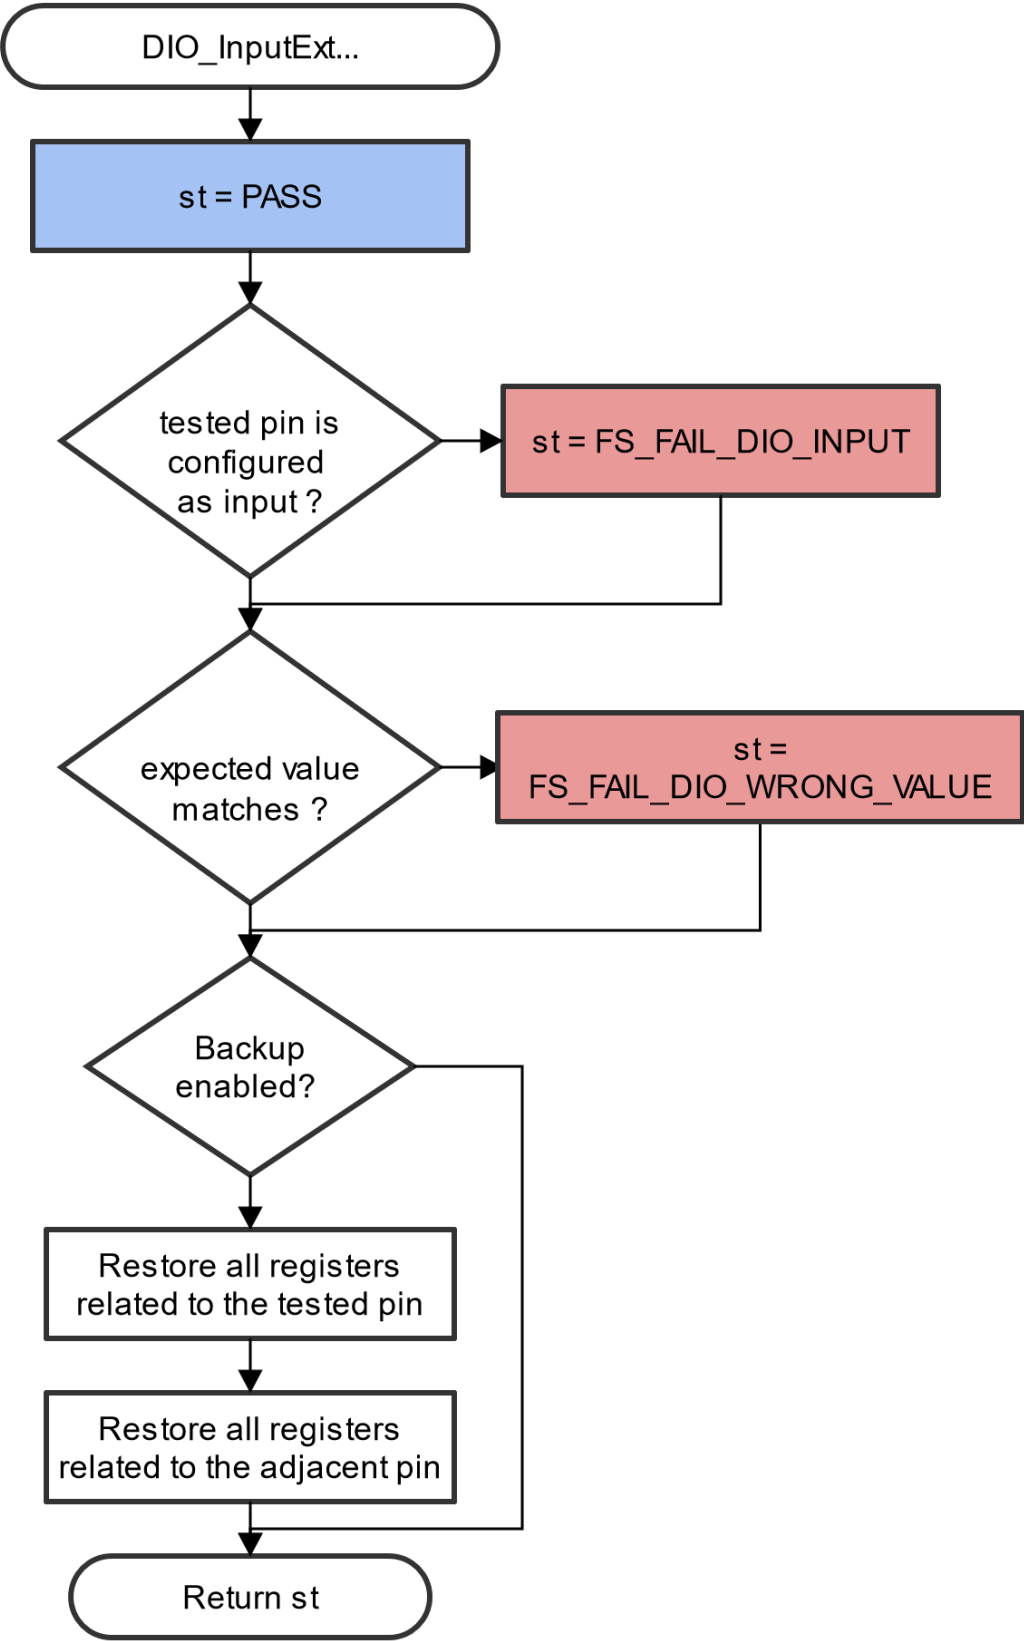 DIO_InputExt...
st = PASS
tested pin is
configured
as input ?
st = FS_FAIL_DIO_INPUT
expected value
matches ?
st =
FS_FAIL_DIO_WRONG_VALUE
Backup
enabled?
Restore all registers
related to the tested pin
Restore all registers
related to the adjacent pin
Return st